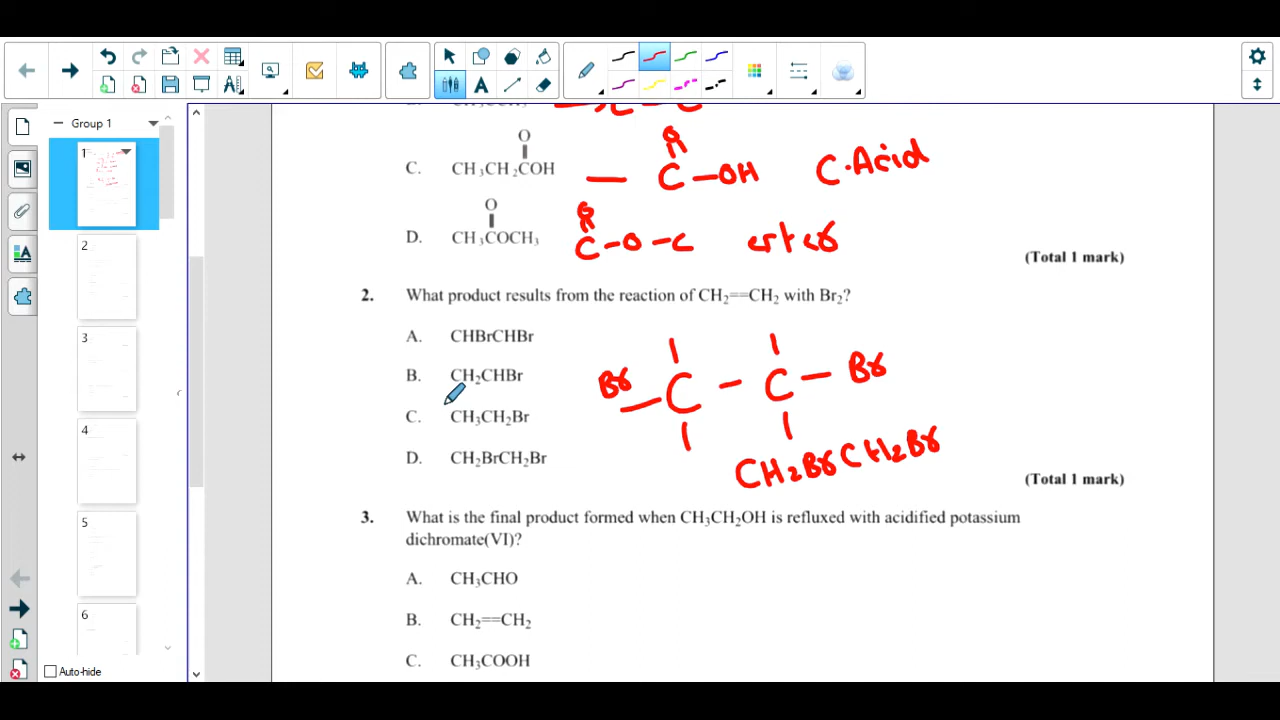 Group 1
1
2
3
4
5
6
Auto-hide
O
C. CH₃CH₂COH
O
C —OH C.Acid
O
D. CH₃COCH₃
O
C—O—C erter
(Total 1 mark)
2. What product results from the reaction of CH₂══CH₂ with Br₂?
A. CHBrCHBr
B. CH₂CHBr
C. CH₃CH₂Br
D. CH₂BrCH₂Br
Br C — C — Br
CH₂BrCH₂Br
(Total 1 mark)
3. What is the final product formed when CH₃CH₂OH is refluxed with acidified potassium
dichromate(VI)?
A. CH₃CHO
B. CH₂══CH₂
C. CH₃COOH